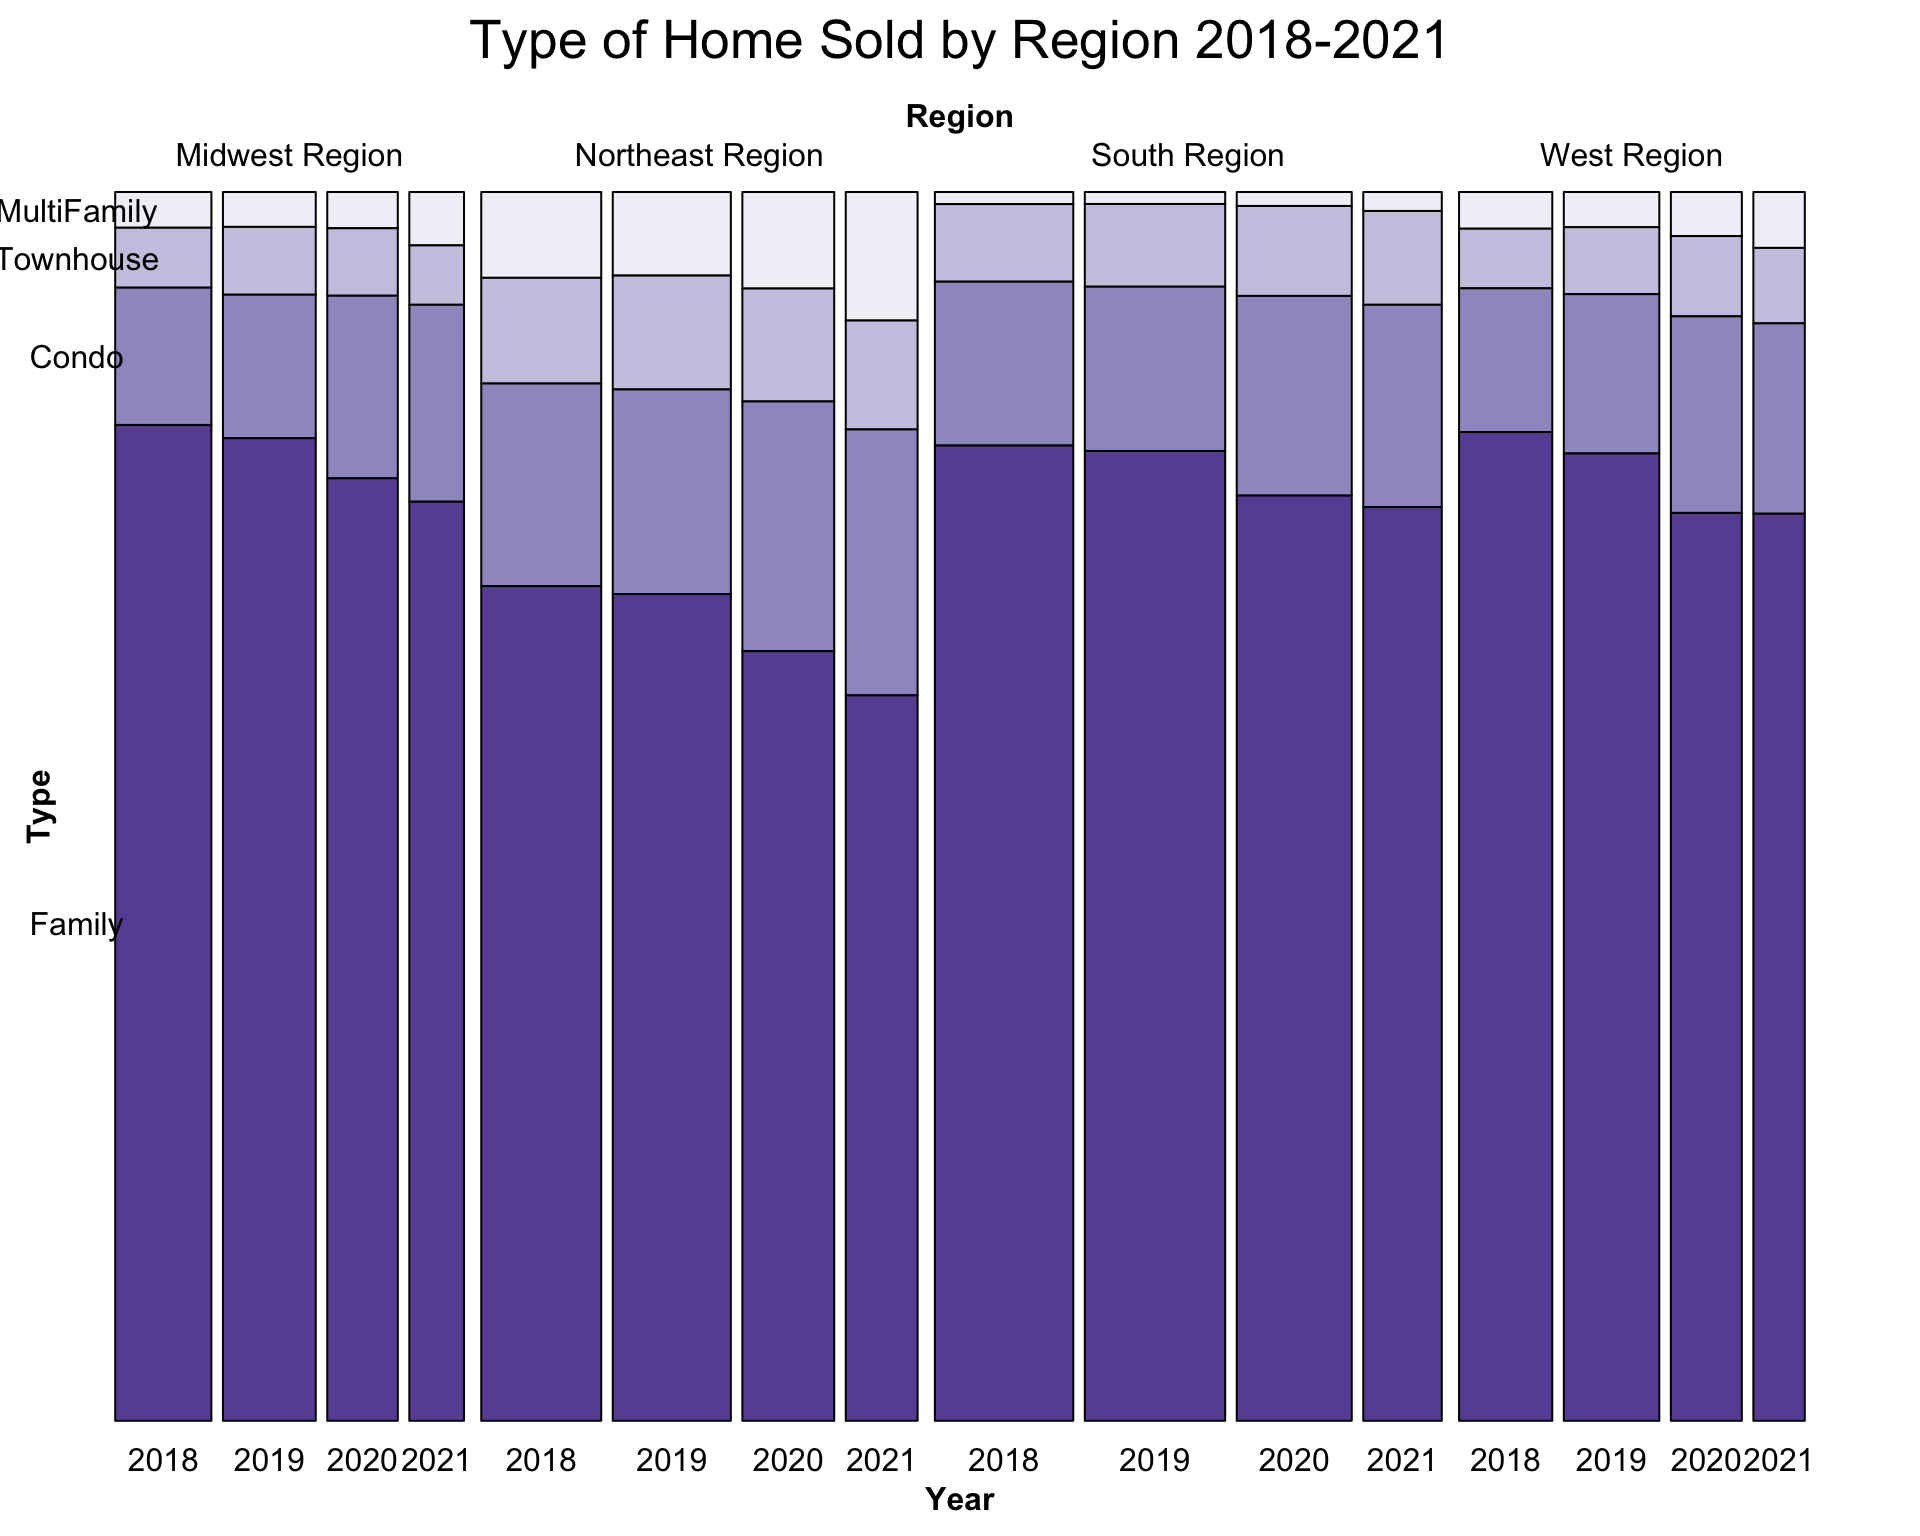 Type of Home Sold by Region 2018-2021
Region
Midwest Region Northeast Region South Region West Region
MultiFamily
Townhouse
Condo
Type
Family
2018 2019 2020 2021 2018 2019 2020 2021 2018 2019 2020 2021 2018 2019 2020 2021
Year